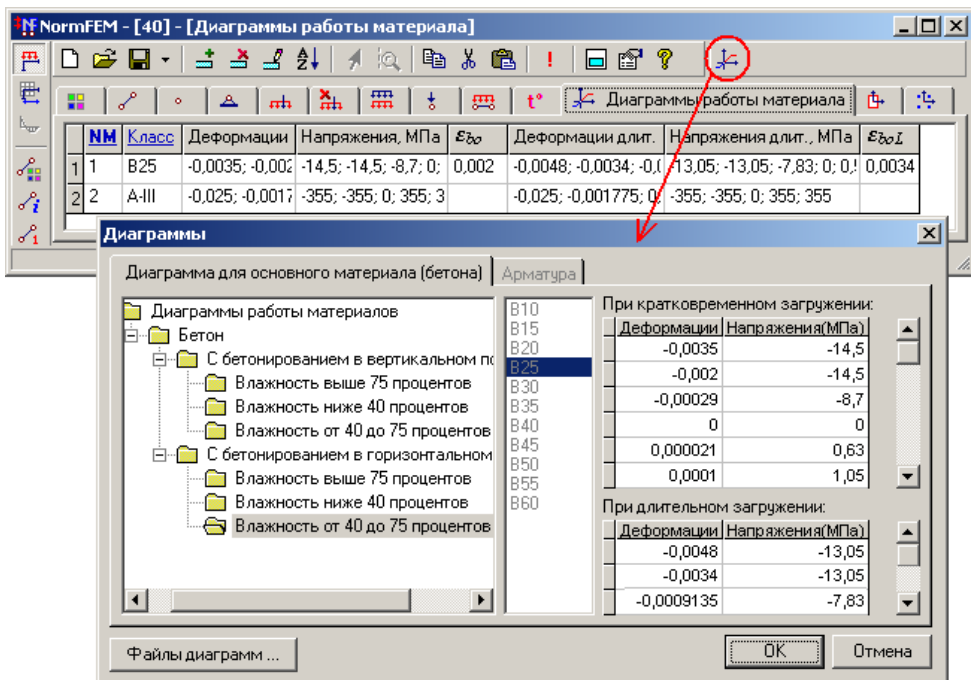 NormFEM - [40] - [Диаграммы работы материала]
t° Диаграммы работы материала
NM Класс Деформации Напряжения, МПа εbo Деформации длит. Напряжения длит., МПа εboL
1 1 B25 -0,0035; -0,002 -14,5; -14,5; -8,7; 0; 0,002 -0,0048; -0,0034; -0,( -13,05; -13,05; -7,83; 0; 0, 0,0034
2 2 A-III -0,025; -0,0017 -355; -355; 0; 355; 3 -0,025; -0,001775; 0; -355; -355; 0; 355; 355
Диаграммы
Диаграмма для основного материала (бетона) Арматура
Диаграммы работы материалов
Бетон
С бетонированием в вертикальном по
Влажность выше 75 процентов
Влажность ниже 40 процентов
Влажность от 40 до 75 процентов
С бетонированием в горизонтальном
Влажность выше 75 процентов
Влажность ниже 40 процентов
Влажность от 40 до 75 процентов
B10
B15
B20
B25
B30
B35
B40
B45
B50
B55
B60
При кратковременном загружении:
Деформации Напряжения(МПа)
-0,0035 -14,5
-0,002 -14,5
-0,00029 -8,7
0 0
0,000021 0,63
0,0001 1,05
При длительном загружении:
Деформации Напряжения(МПа)
-0,0048 -13,05
-0,0034 -13,05
-0,0009135 -7,83
Файлы диаграмм ... OK Отмена